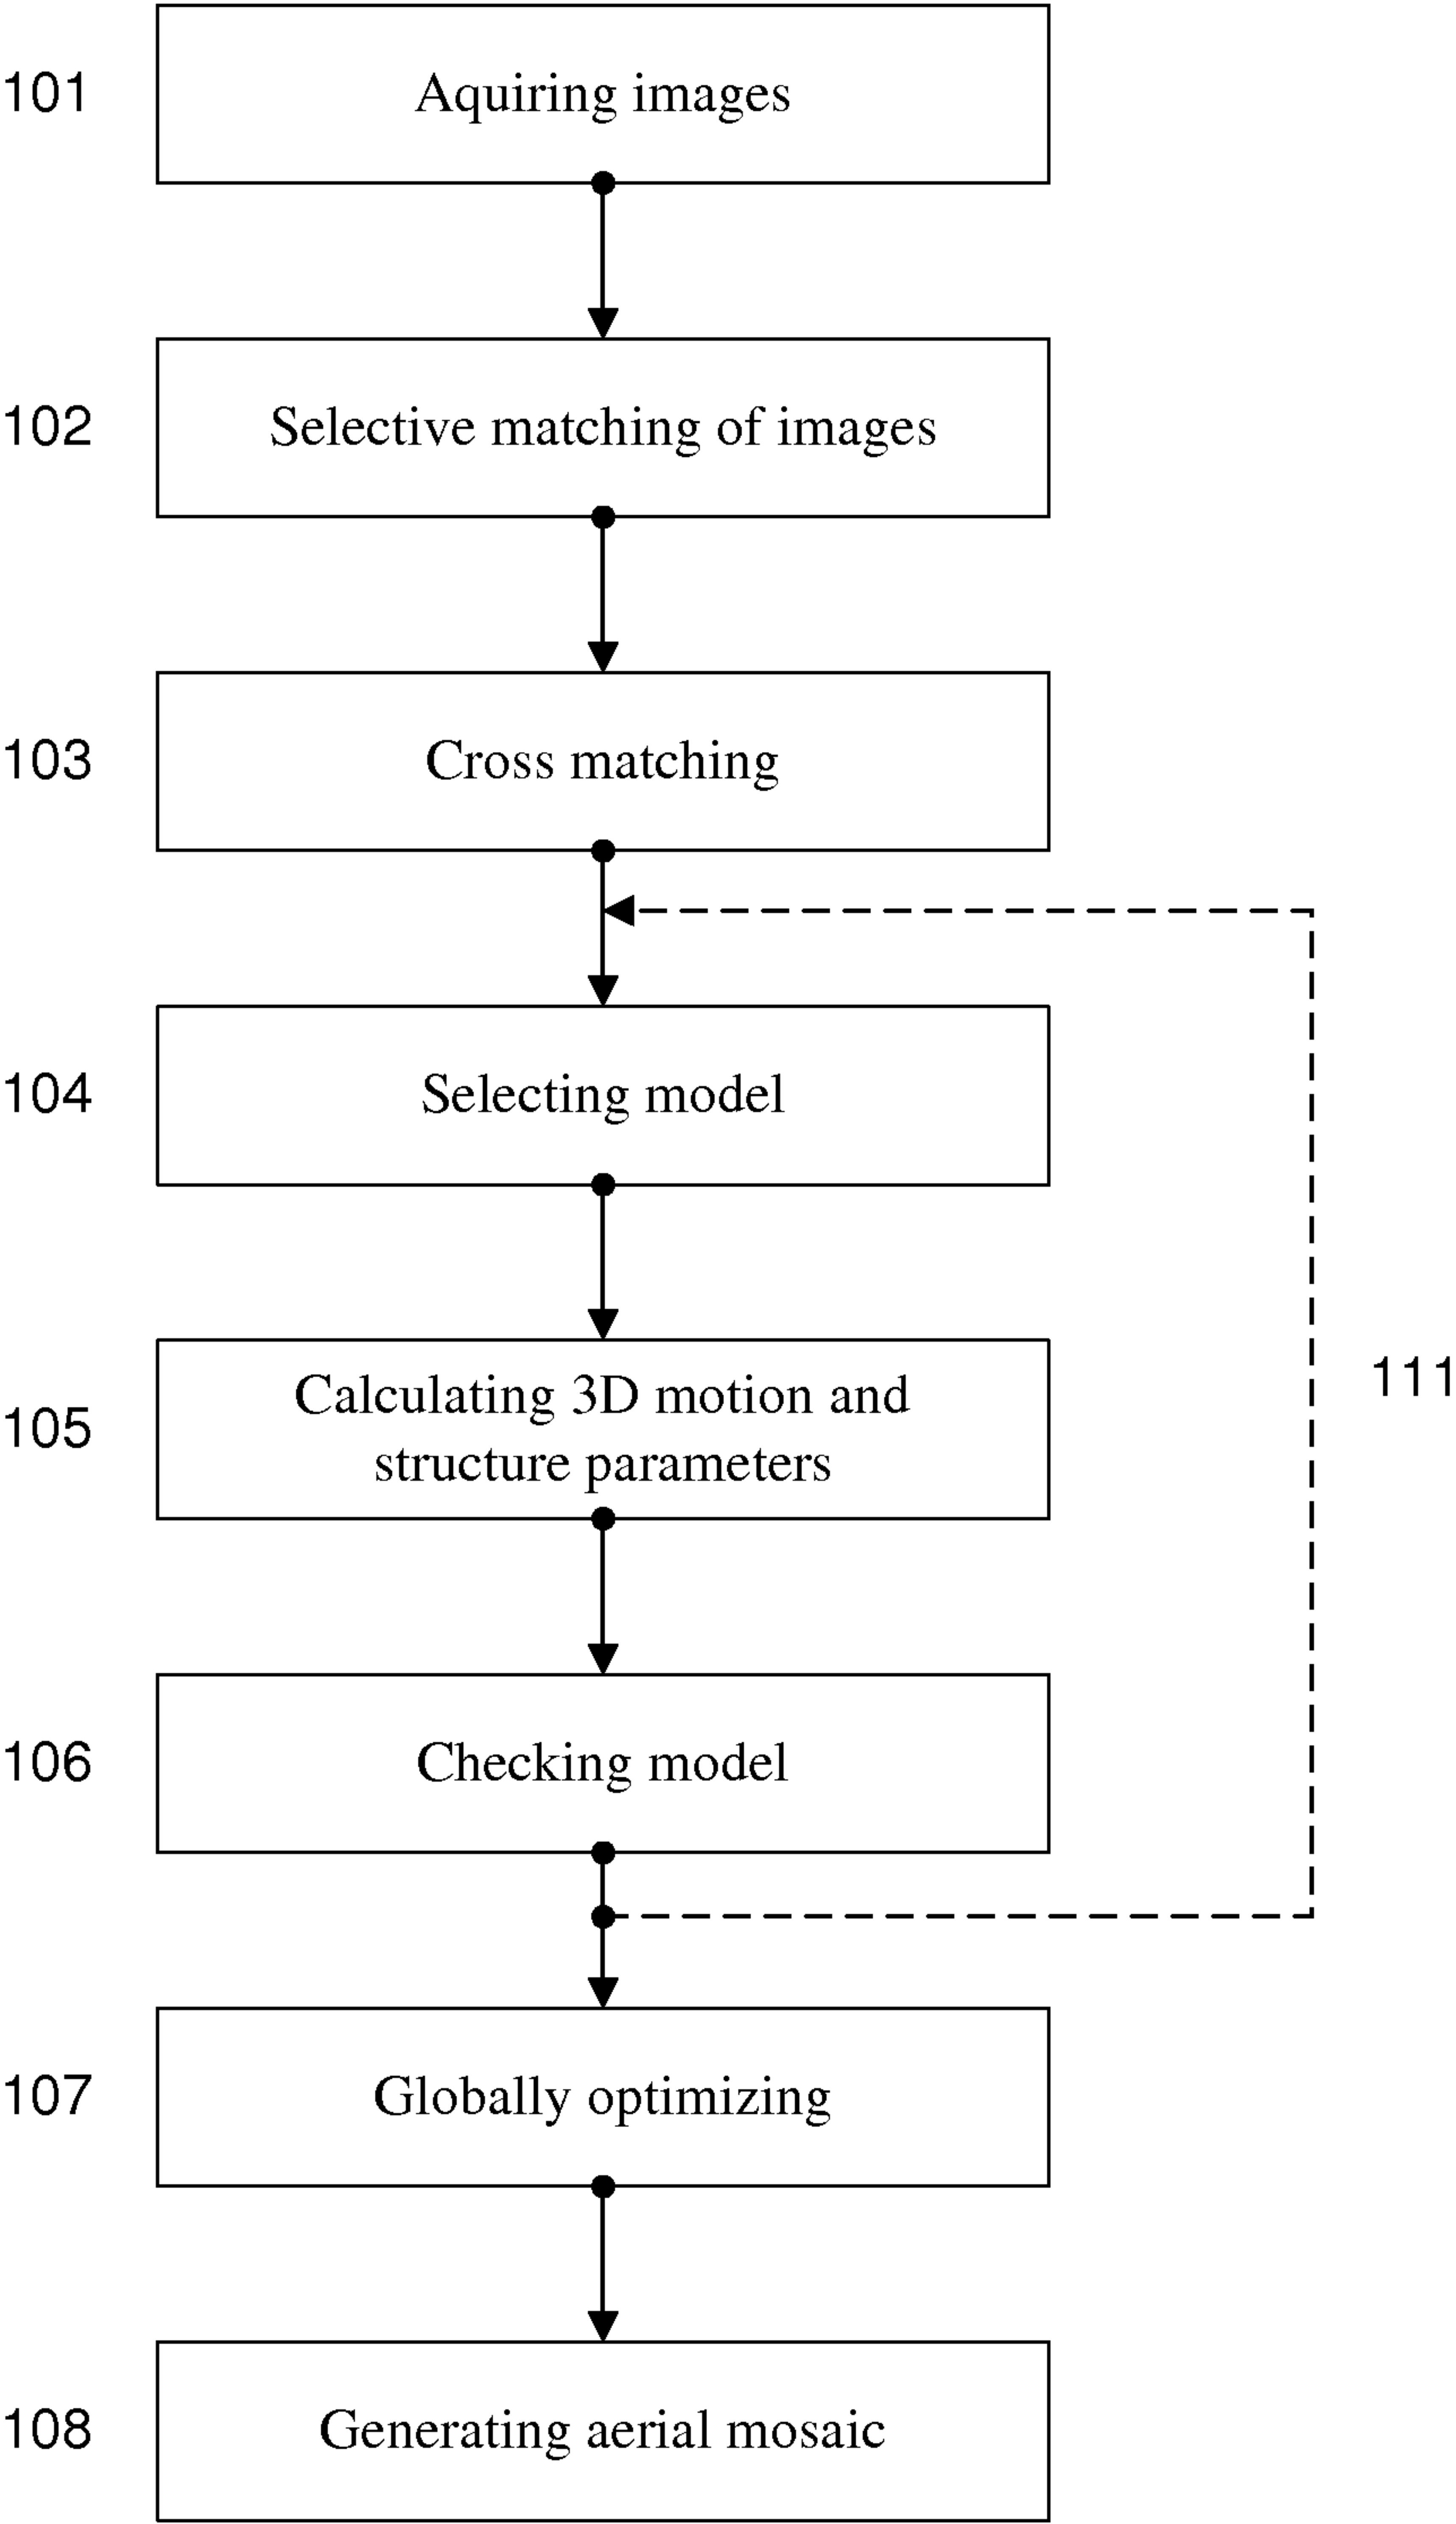 101
Aquiring images
102
Selective matching of images
103
Cross matching
104
Selecting model
105
Calculating 3D motion and
structure parameters
111
106
Checking model
107
Globally optimizing
108
Generating aerial mosaic